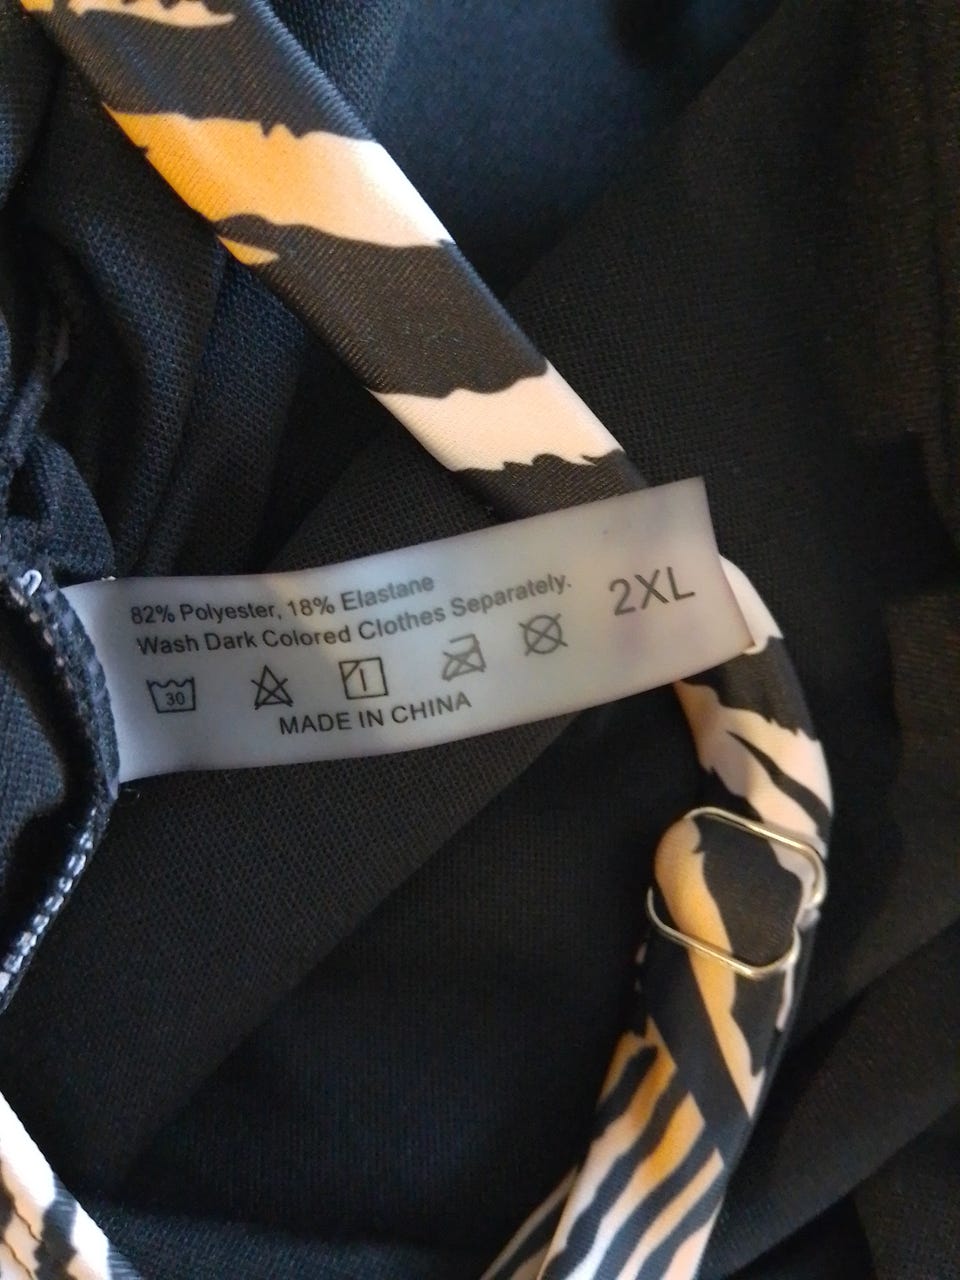 82% Polyester, 18% Elastane
Wash Dark Colored Clothes Separately.
2XL
30
MADE IN CHINA